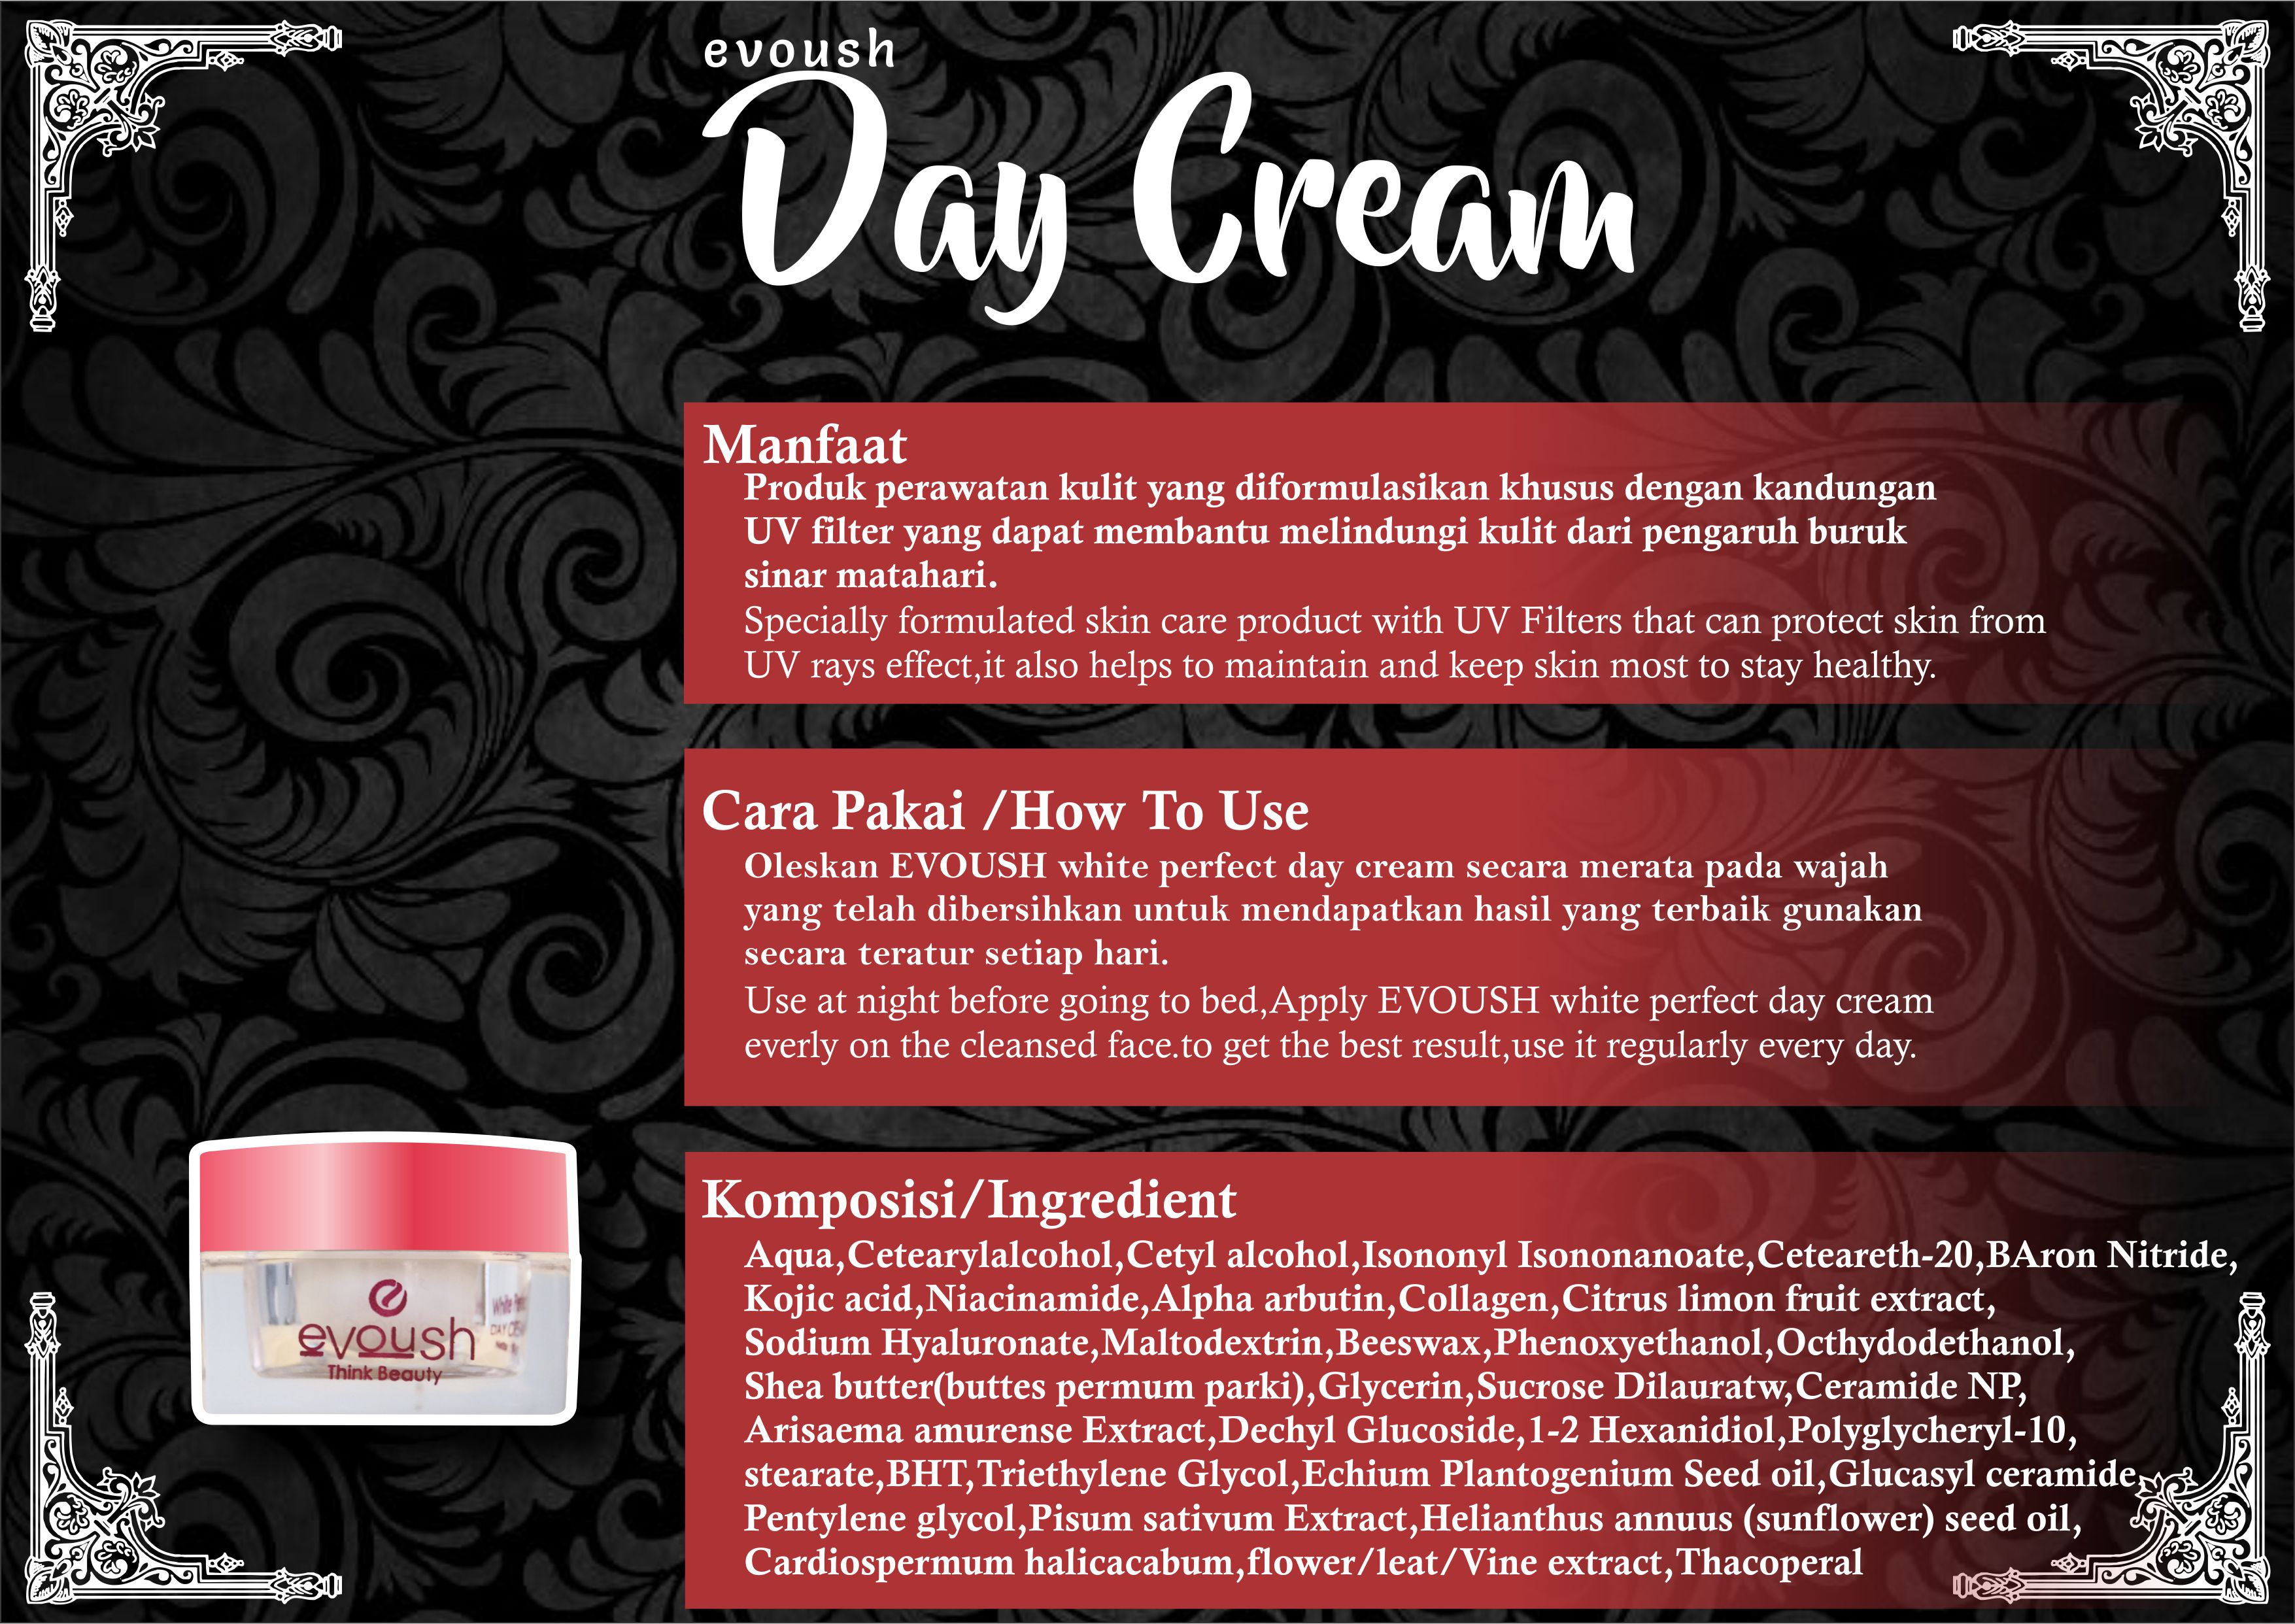 evoush
Day Cream
Manfaat
Produk perawatan kulit yang diformulasikan khusus dengan kandungan
UV filter yang dapat membantu melindungi kulit dari pengaruh buruk
sinar matahari.
Specially formulated skin care product with UV Filters that can protect skin from
UV rays effect,it also helps to maintain and keep skin most to stay healthy.
Cara Pakai /How To Use
Oleskan EVOUSH white perfect day cream secara merata pada wajah
yang telah dibersihkan untuk mendapatkan hasil yang terbaik gunakan
secara teratur setiap hari.
Use at night before going to bed,Apply EVOUSH white perfect day cream
everly on the cleansed face.to get the best result,use it regularly every day.
Komposisi/Ingredient
Aqua,Cetearylalcohol,Cetyl alcohol,Isononyl Isononanoate,Ceteareth-20,BAron Nitride,
Kojic acid,Niacinamide,Alpha arbutin,Collagen,Citrus limon fruit extract,
Sodium Hyaluronate,Maltodextrin,Beeswax,Phenoxyethanol,Octhydodethanol,
Shea butter(buttes permum parki),Glycerin,Sucrose Dilauratw,Ceramide NP,
Arisaema amurense Extract,Dechyl Glucoside,1-2 Hexanidiol,Polyglycheryl-10,
stearate,BHT,Triethylene Glycol,Echium Plantogenium Seed oil,Glucasyl ceramide,
Pentylene glycol,Pisum sativum Extract,Helianthus annuus (sunflower) seed oil,
Cardiospermum halicacabum,flower/leat/Vine extract,Thacoperal
evoush
Think Beauty
White
DAY